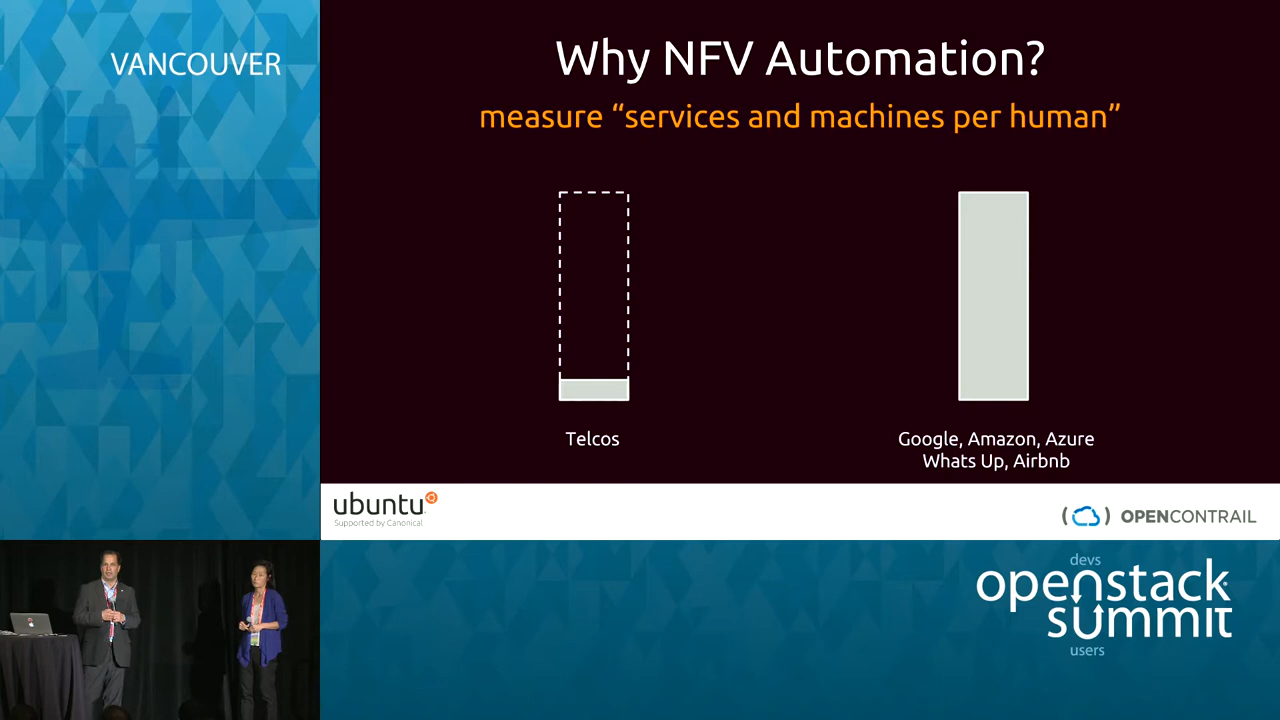 VANCOUVER
Why NFV Automation?
measure “services and machines per human”
Telcos
Google, Amazon, Azure
Whats Up, Airbnb
ubuntu
Supported by Canonical
OPENCONTRAIL
devs
openstack
summit
users